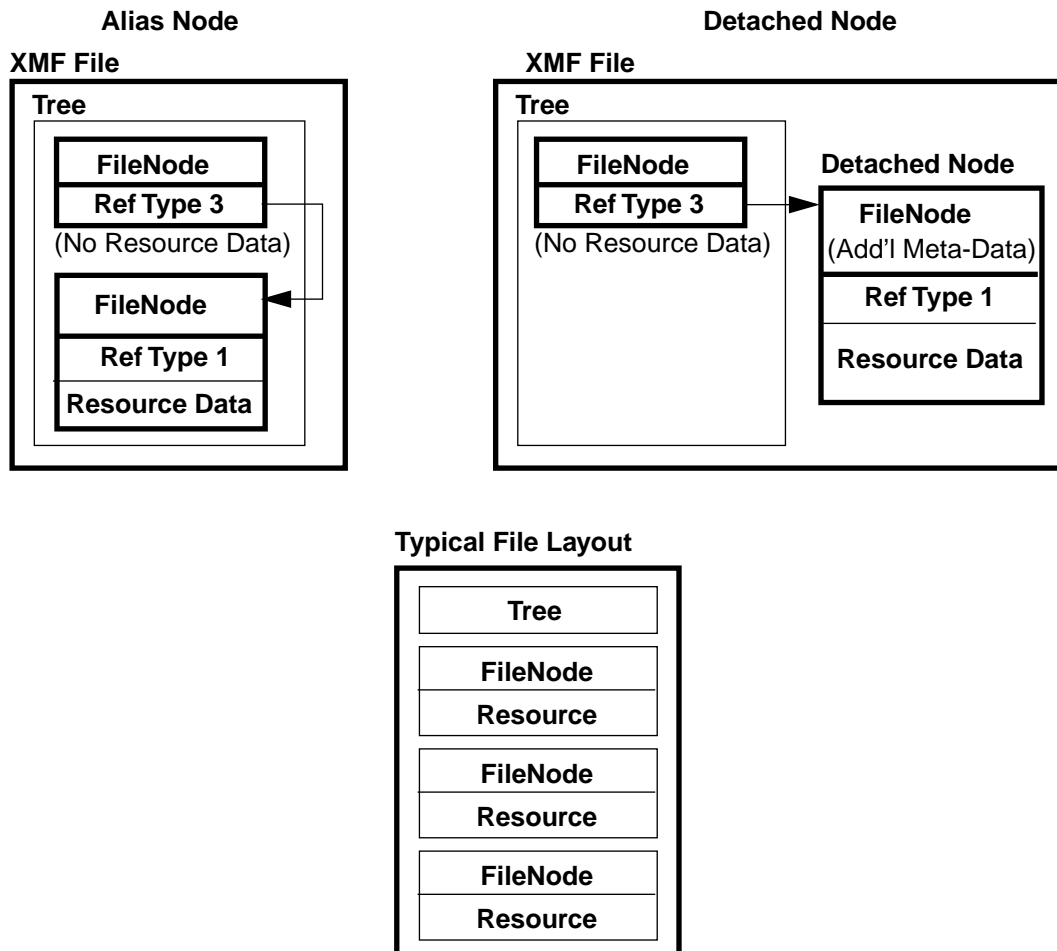 Alias Node
XMF File
Tree
FileNode
Ref Type 3
(No Resource Data)
FileNode
Ref Type 1
Resource Data
Detached Node
XMF File
Tree
FileNode
Ref Type 3
(No Resource Data)
Detached Node
FileNode
(Add'l Meta-Data)
Ref Type 1
Resource Data
Typical File Layout
Tree
FileNode
Resource
FileNode
Resource
FileNode
Resource